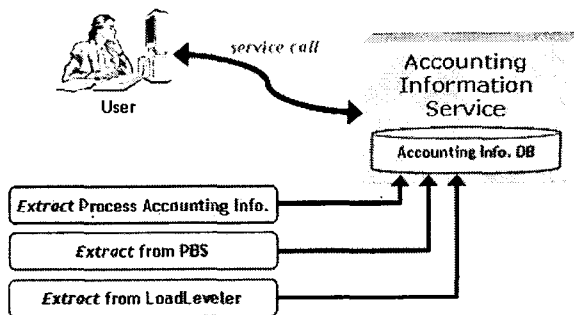 service call
User
Accounting
Information
Service
Accounting Info. DB
Extract Process Accounting Info.
Extract from PBS
Extract from LoadLeveler